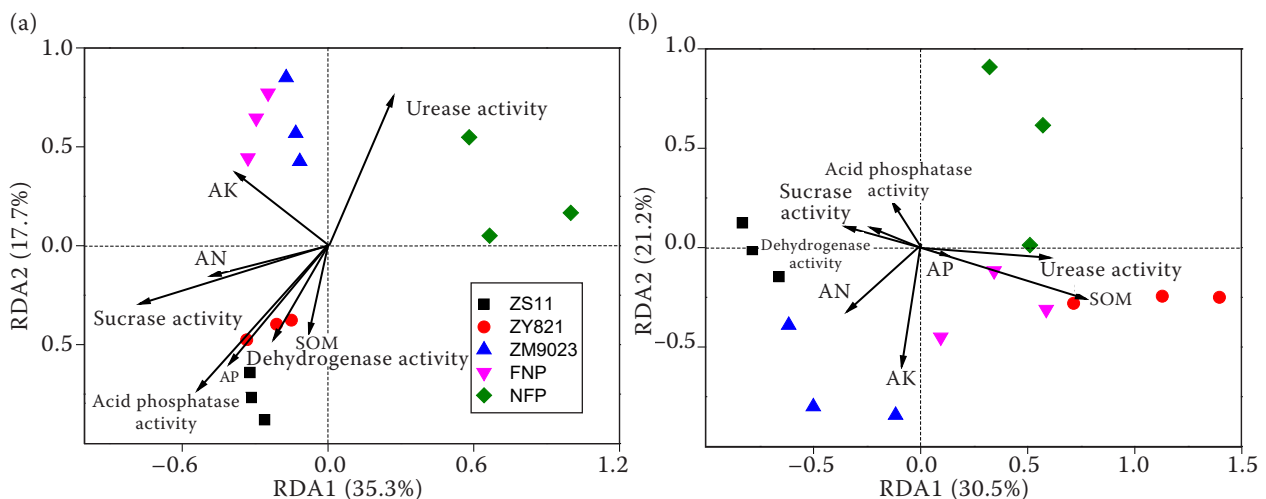 (a)
1.0
0.5
0.0
0.5
RDA2 (17.7%)
−0.6
0.0
0.6
1.2
RDA1 (35.3%)
Urease activity
AK
AN
Sucrase activity
SOM
Dehydrogenase activity
AP
Acid phosphatase
activity
ZS11
ZY821
ZM9023
FNP
NFP
(b)
1.0
0.5
0.0
−0.5
RDA2 (21.2%)
−0.5
0.0
0.5
1.0
1.5
RDA1 (30.5%)
Acid phosphatase
activity
Sucrase
activity
Dehydrogenase
activity
AP
Urease activity
AN
SOM
AK